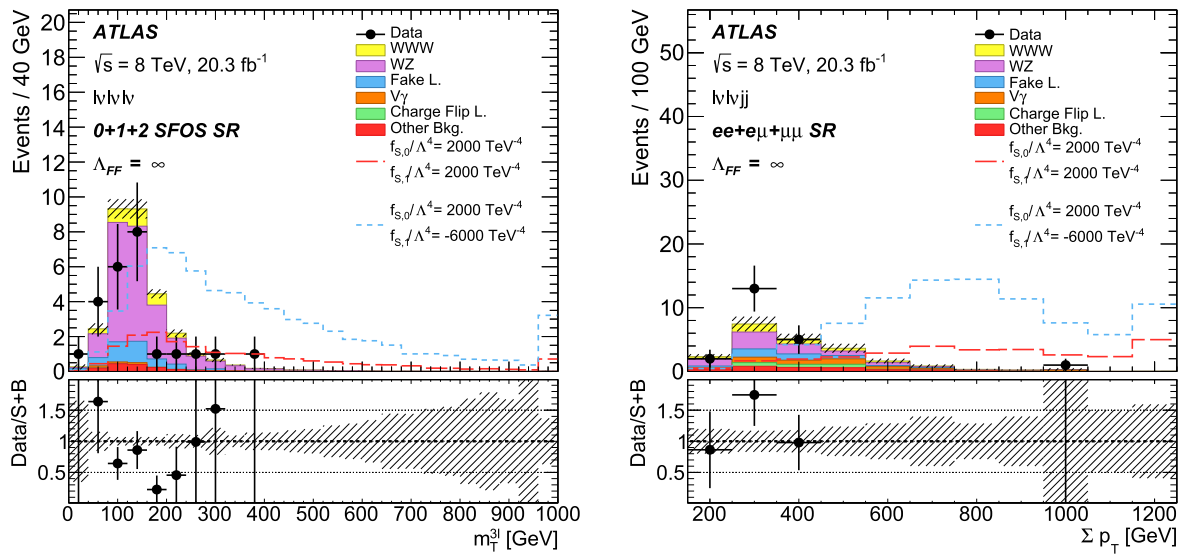 ATLAS
√s = 8 TeV, 20.3 fb⁻¹
lνlνlν
0+1+2 SFOS SR
Λ_FF = ∞
Data
WWW
WZ
Fake L.
Vγ
Charge Flip L.
Other Bkg.
f_S,0/Λ⁴= 2000 TeV⁻⁴
f_S,1/Λ⁴= 2000 TeV⁻⁴
f_S,0/Λ⁴= 2000 TeV⁻⁴
f_S,1/Λ⁴= -6000 TeV⁻⁴
Events / 40 GeV
20
18
16
14
12
10
8
6
4
2
0
Data/S+B
1.5
1
0.5
0 100 200 300 400 500 600 700 800 900 1000
m_T^3l [GeV]
ATLAS
√s = 8 TeV, 20.3 fb⁻¹
lνlνjj
ee+eμ+μμ SR
Λ_FF = ∞
Data
WWW
WZ
Fake L.
Vγ
Charge Flip L.
Other Bkg.
f_S,0/Λ⁴= 2000 TeV⁻⁴
f_S,1/Λ⁴= 2000 TeV⁻⁴
f_S,0/Λ⁴= 2000 TeV⁻⁴
f_S,1/Λ⁴= -6000 TeV⁻⁴
Events / 100 GeV
50
40
30
20
10
0
Data/S+B
1.5
1
0.5
200 400 600 800 1000 1200
Σ p_T [GeV]